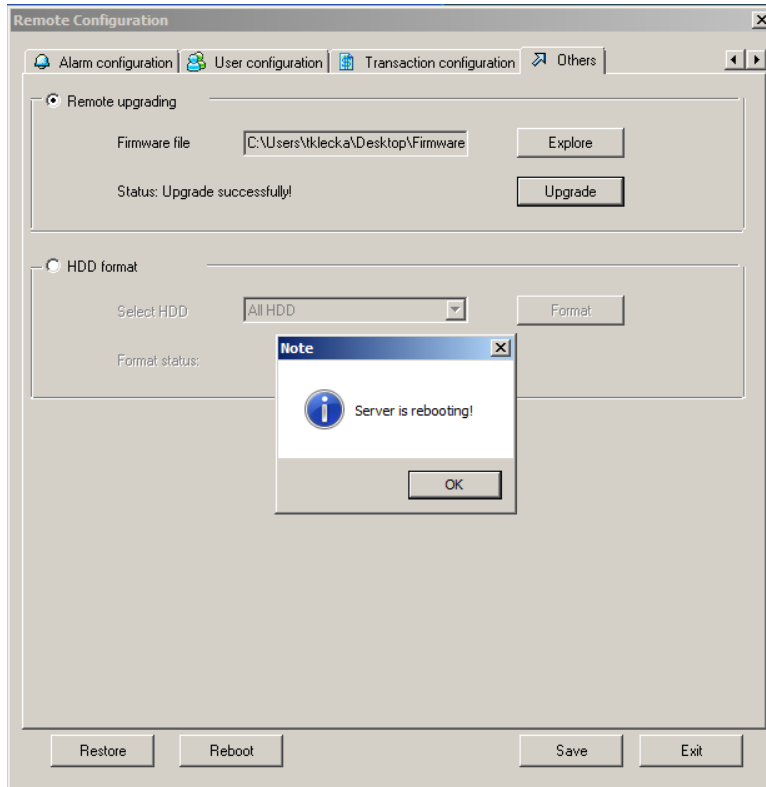 Remote Configuration
Alarm configuration User configuration Transaction configuration Others
Remote upgrading
Firmware file C:\Users\tklecka\Desktop\Firmware Explore
Status: Upgrade successfully! Upgrade
HDD format
Select HDD All HDD Format
Format status:
Note
Server is rebooting!
OK
Restore Reboot Save Exit